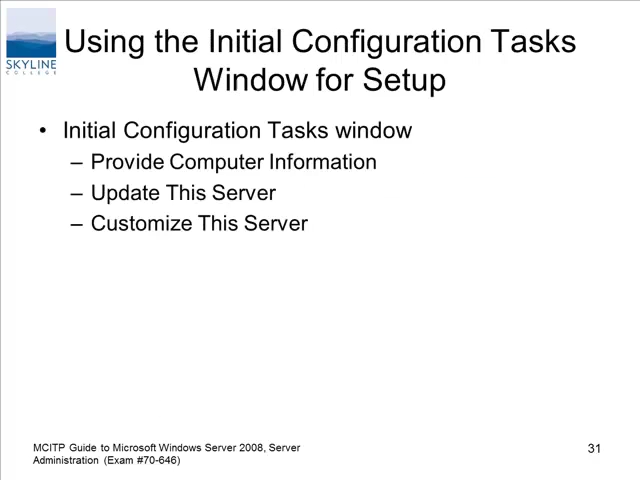 SKYLINE
COLLEGE
Using the Initial Configuration Tasks
Window for Setup
• Initial Configuration Tasks window
– Provide Computer Information
– Update This Server
– Customize This Server
MCITP Guide to Microsoft Windows Server 2008, Server
Administration (Exam #70-646)
31